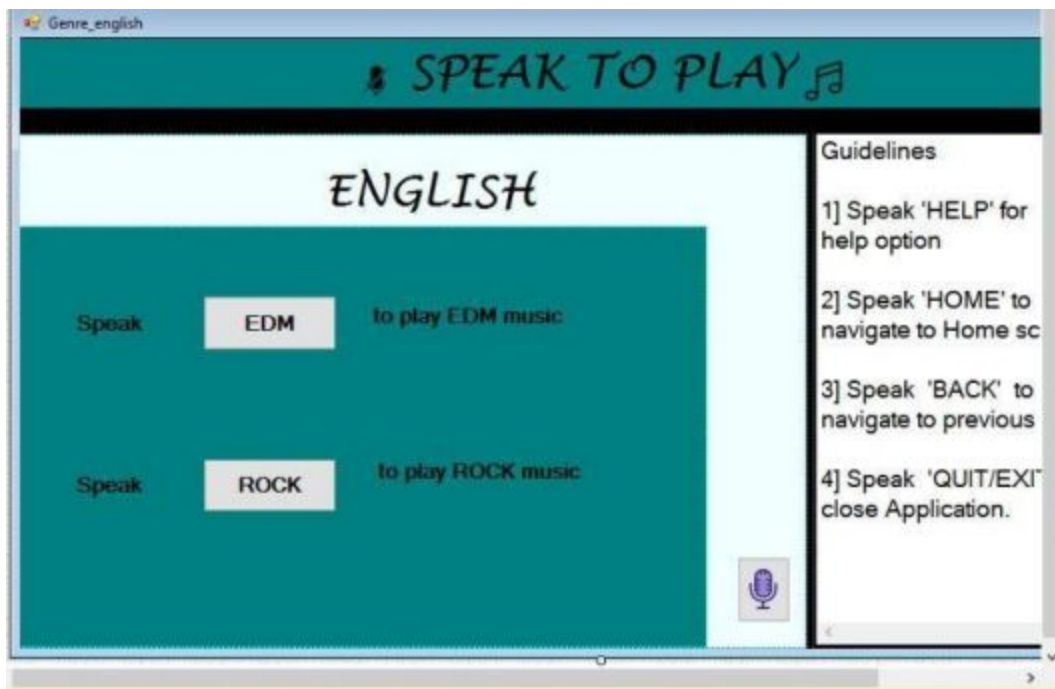 Genre_english
SPEAK TO PLAY
ENGLISH
Speak EDM to play EDM music
Speak ROCK to play ROCK music
Guidelines
1] Speak 'HELP' for
help option
2] Speak 'HOME' to
navigate to Home sc
3] Speak 'BACK' to
navigate to previous
4] Speak 'QUIT/EXIT
close Application.